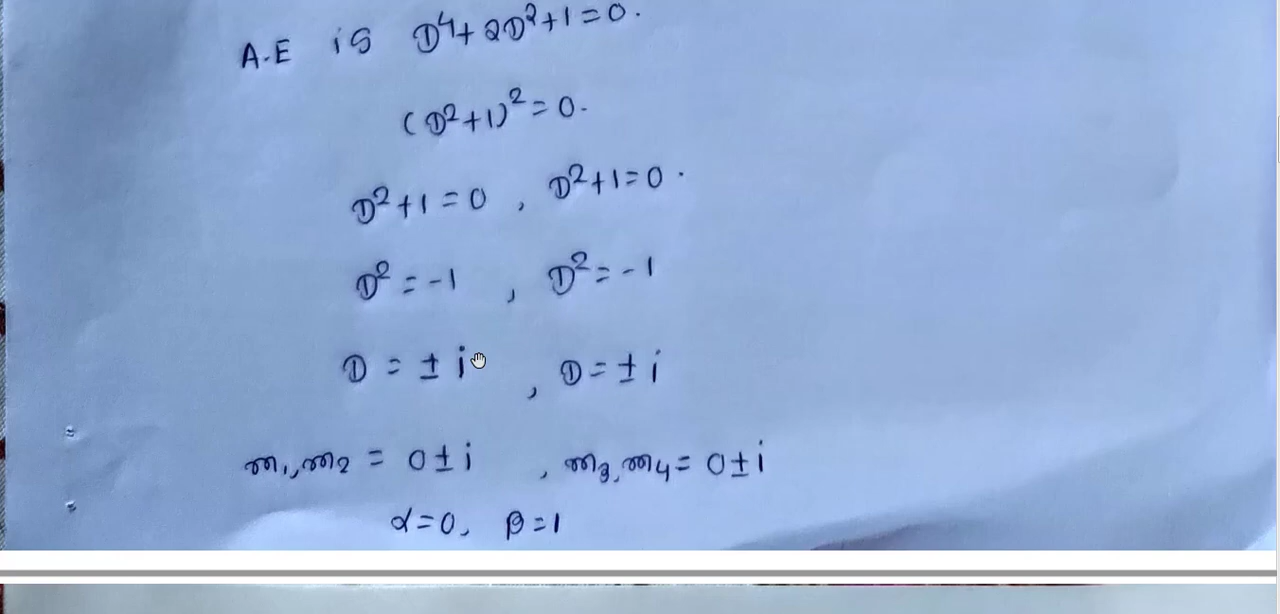 A.E is D⁴+2D²+1=0.
(D²+1)²=0.
D²+1=0 , D²+1=0.
D²=-1 , D²=-1
D = ± i , D=± i
m₁,m₂ = 0±i , m₃,m₄=0±i
α=0, β=1